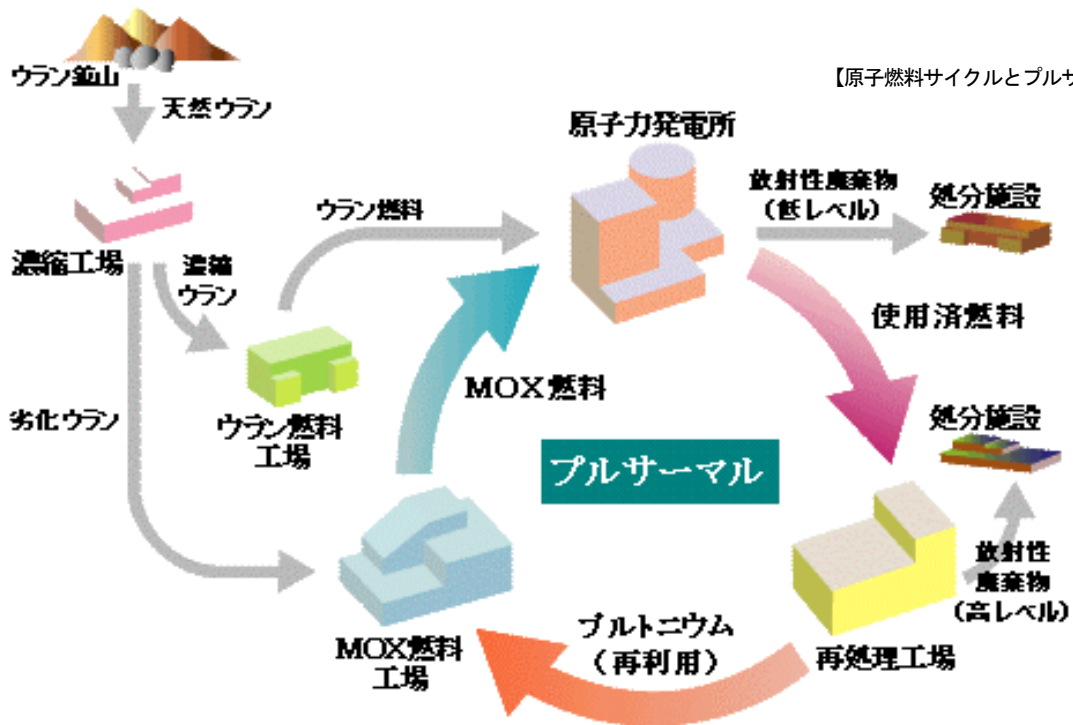 ウラン鉱山
天然ウラン
【原子燃料サイクルとプルサ
原子力発電所
放射性廃棄物
（低レベル）
処分施設
ウラン燃料
濃縮工場
濃縮
ウラン
使用済燃料
MOX燃料
劣化ウラン
ウラン燃料
工場
処分施設
プルサーマル
放射性
廃棄物
（高レベル）
プルトニウム
（再利用）
再処理工場
MOX燃料
工場